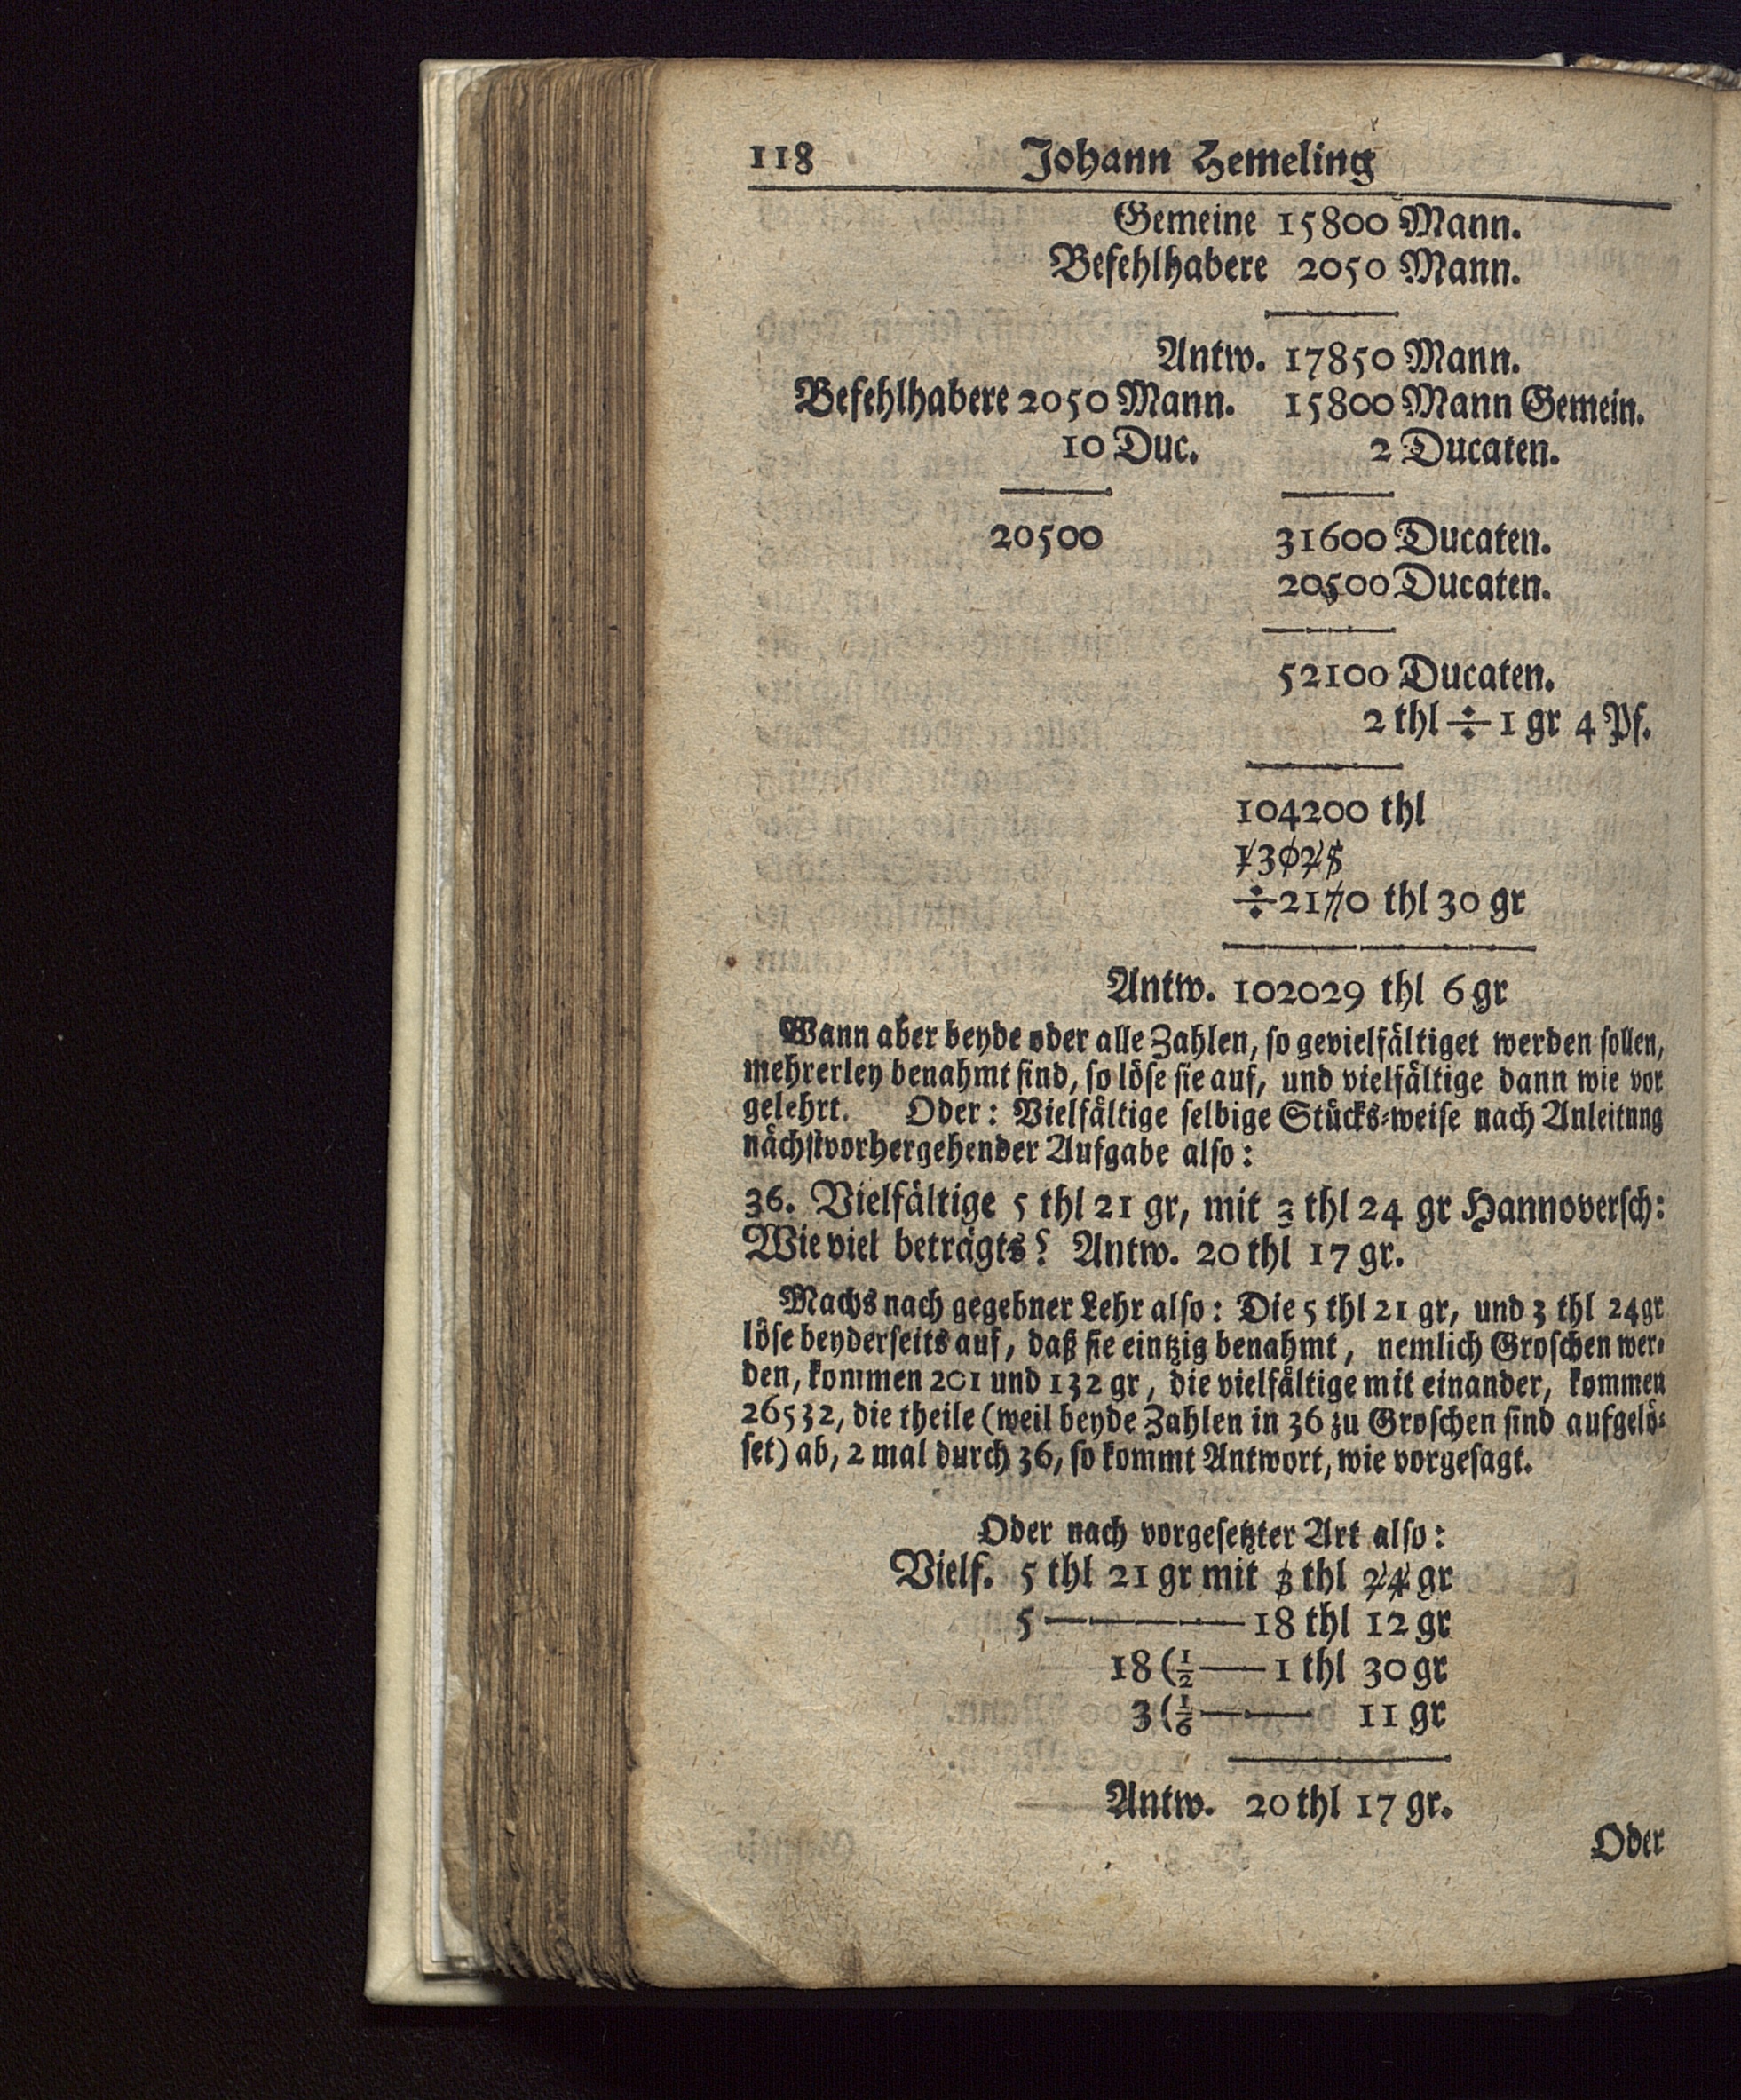 118 Johann Hemeling
Gemeine 15800 Mann.
Befehlhabere 2050 Mann.
Antw. 17850 Mann.
Befehlhabere 2050 Mann. 15800 Mann Gemein.
10 Duc. 2 Ducaten.
20500 31600 Ducaten.
20500 Ducaten.
52100 Ducaten.
2 thl ÷ 1 gr 4 Pf.
104200 thl
13025
÷ 2170 thl 30 gr
Antw. 102029 thl 6 gr
Wann aber beyde oder alle Zahlen, so gevielfältiget werden sollen,
mehrerley benahmt sind, so löse sie auf, und vielfältige dann wie vor
gelehrt. Oder: Vielfältige selbige Stücks-weise nach Anleitung
nächstvorhergehender Aufgabe also:
36. Vielfältige 5 thl 21 gr, mit 3 thl 24 gr Hannoversch:
Wie viel beträgts? Antw. 20 thl 17 gr.
Machs nach gegebner Lehr also: Die 5 thl 21 gr, und 3 thl 24 gr
löse beyderseits auf, daß sie eintzig benahmt, nemlich Groschen wer-
den, kommen 201 und 132 gr, die vielfältige mit einander, kommen
26532, die theile (weil beyde Zahlen in 36 zu Groschen sind aufgelö-
set) ab, 2 mal durch 36, so kommt Antwort, wie vorgesagt.
Oder nach vorgesetzter Art also:
Vielf. 5 thl 21 gr mit 3 thl 24 gr
5 — 18 thl 12 gr
18 (½ — 1 thl 30 gr
3 (⅙ — 11 gr
Antw. 20 thl 17 gr.
Oder